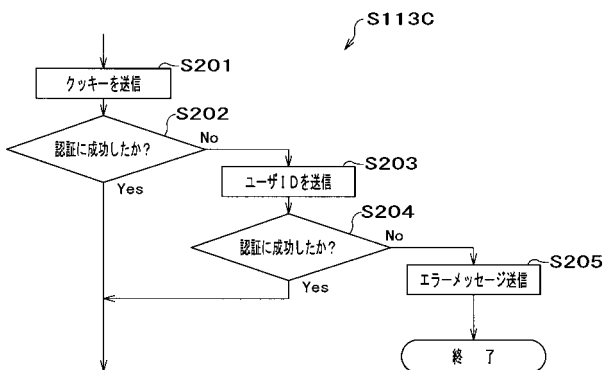 S113C
S201
クッキーを送信
S202
認証に成功したか?
No
Yes
S203
ユーザIDを送信
S204
認証に成功したか?
No
Yes
S205
エラーメッセージ送信
終 了